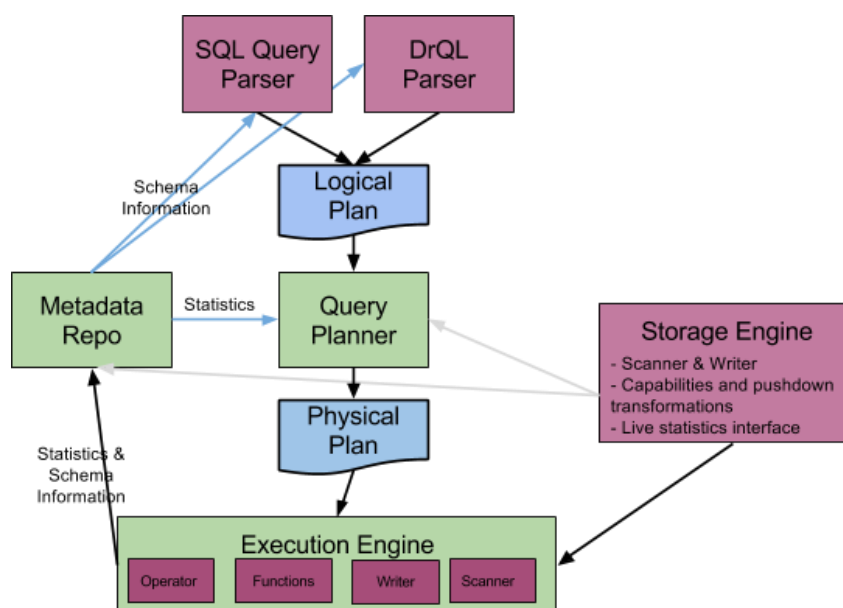 SQL Query
Parser
DrQL
Parser
Schema
Information
Logical
Plan
Metadata
Repo
Statistics
Query
Planner
Storage Engine
- Scanner & Writer
- Capabilities and pushdown
transformations
- Live statistics interface
Physical
Plan
Statistics &
Schema
Information
Execution Engine
Operator
Functions
Writer
Scanner